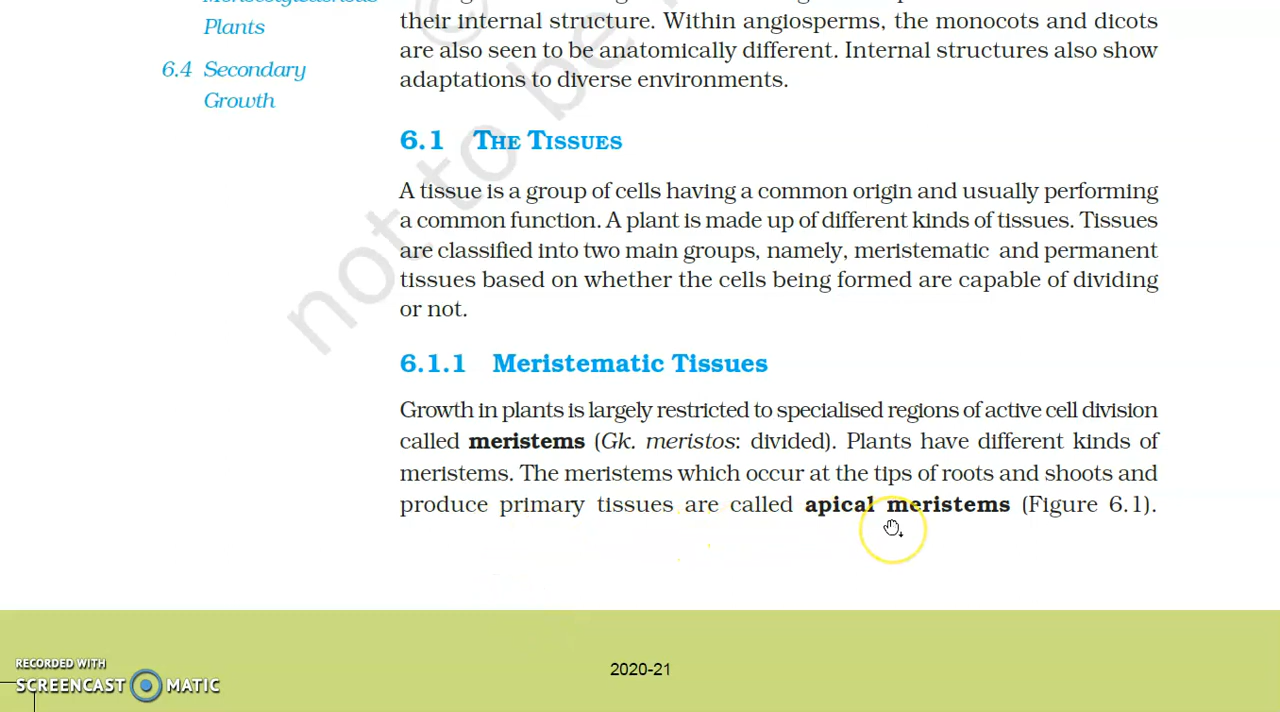 Plants
6.4 Secondary
Growth
their internal structure. Within angiosperms, the monocots and dicots
are also seen to be anatomically different. Internal structures also show
adaptations to diverse environments.
6.1 THE TISSUES
A tissue is a group of cells having a common origin and usually performing
a common function. A plant is made up of different kinds of tissues. Tissues
are classified into two main groups, namely, meristematic and permanent
tissues based on whether the cells being formed are capable of dividing
or not.
6.1.1 Meristematic Tissues
Growth in plants is largely restricted to specialised regions of active cell division
called meristems (Gk. meristos: divided). Plants have different kinds of
meristems. The meristems which occur at the tips of roots and shoots and
produce primary tissues are called apical meristems (Figure 6.1).
not to be
2020-21
RECORDED WITH
SCREENCAST MATIC